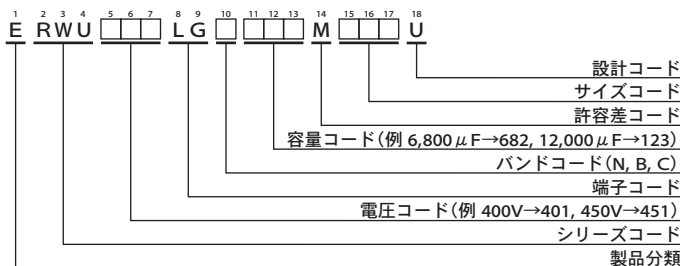 1 2 3 4 5 6 7 8 9 10 11 12 13 14 15 16 17 18
E RWU □□□ LG □ □□□ M □□□ U
設計コード
サイズコード
許容差コード
容量コード(例 6,800μF→682, 12,000μF→123)
バンドコード(N, B, C)
端子コード
電圧コード(例 400V→401, 450V→451)
シリーズコード
製品分類